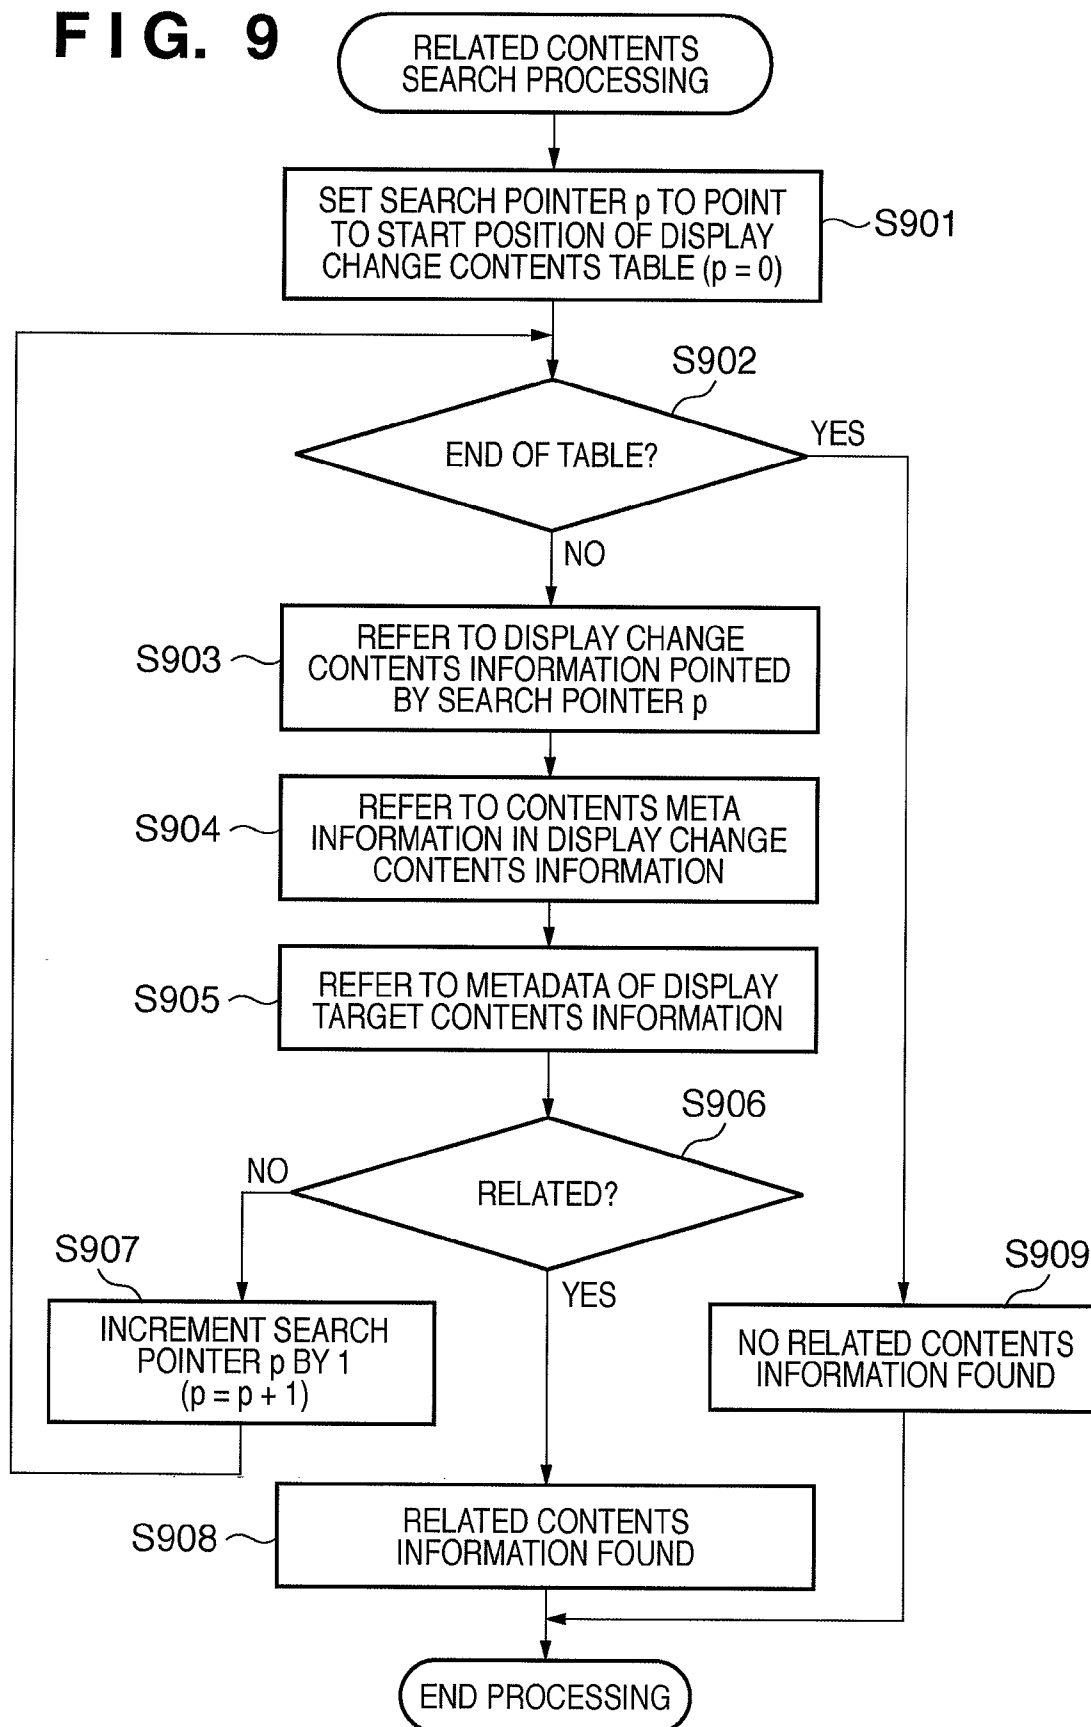 FIG. 9
RELATED CONTENTS
SEARCH PROCESSING
SET SEARCH POINTER p TO POINT
TO START POSITION OF DISPLAY
CHANGE CONTENTS TABLE (p = 0)
S901
S902
END OF TABLE?
YES
NO
S903
REFER TO DISPLAY CHANGE
CONTENTS INFORMATION POINTED
BY SEARCH POINTER p
S904
REFER TO CONTENTS META
INFORMATION IN DISPLAY CHANGE
CONTENTS INFORMATION
S905
REFER TO METADATA OF DISPLAY
TARGET CONTENTS INFORMATION
S906
RELATED?
NO
YES
S907
INCREMENT SEARCH
POINTER p BY 1
(p = p + 1)
S909
NO RELATED CONTENTS
INFORMATION FOUND
S908
RELATED CONTENTS
INFORMATION FOUND
END PROCESSING